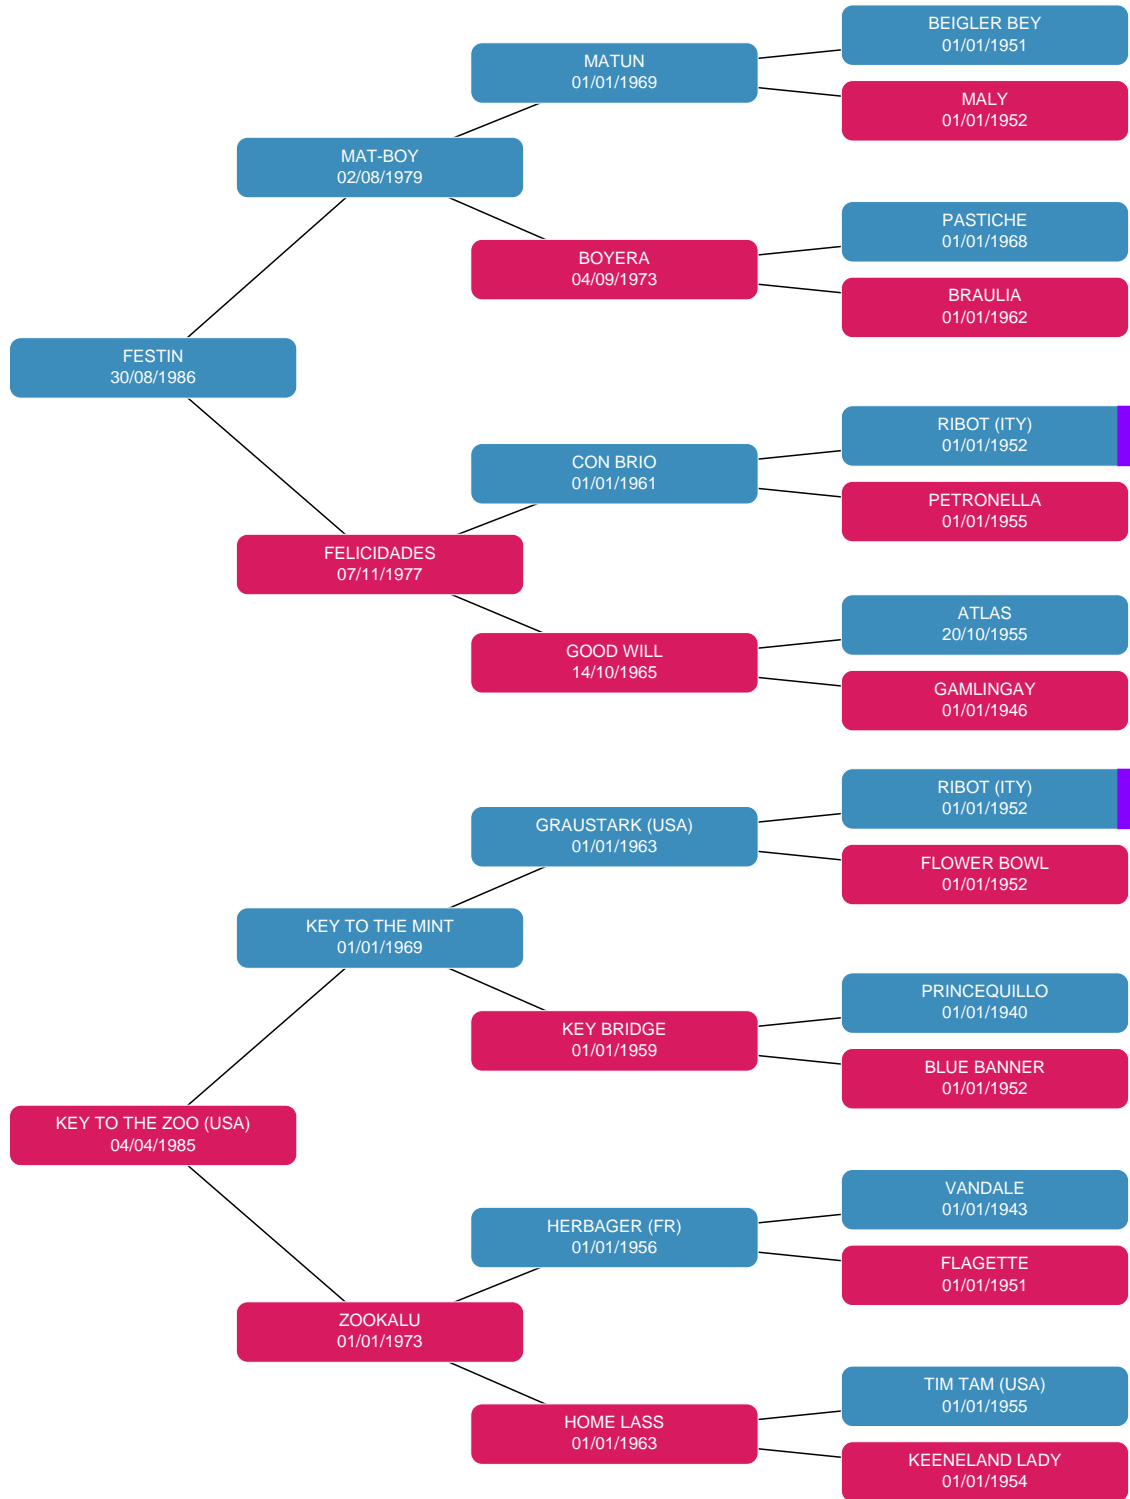 BEIGLER BEY
01/01/1951
MATUN
01/01/1969
MALY
01/01/1952
MAT-BOY
02/08/1979
PASTICHE
01/01/1968
BOYERA
04/09/1973
BRAULIA
01/01/1962
FESTIN
30/08/1986
RIBOT (ITY)
01/01/1952
CON BRIO
01/01/1961
PETRONELLA
01/01/1955
FELICIDADES
07/11/1977
ATLAS
20/10/1955
GOOD WILL
14/10/1965
GAMLINGAY
01/01/1946
RIBOT (ITY)
01/01/1952
GRAUSTARK (USA)
01/01/1963
FLOWER BOWL
01/01/1952
KEY TO THE MINT
01/01/1969
PRINCEQUILLO
01/01/1940
KEY BRIDGE
01/01/1959
BLUE BANNER
01/01/1952
KEY TO THE ZOO (USA)
04/04/1985
VANDALE
01/01/1943
HERBAGER (FR)
01/01/1956
FLAGETTE
01/01/1951
ZOOKALU
01/01/1973
TIM TAM (USA)
01/01/1955
HOME LASS
01/01/1963
KEENELAND LADY
01/01/1954